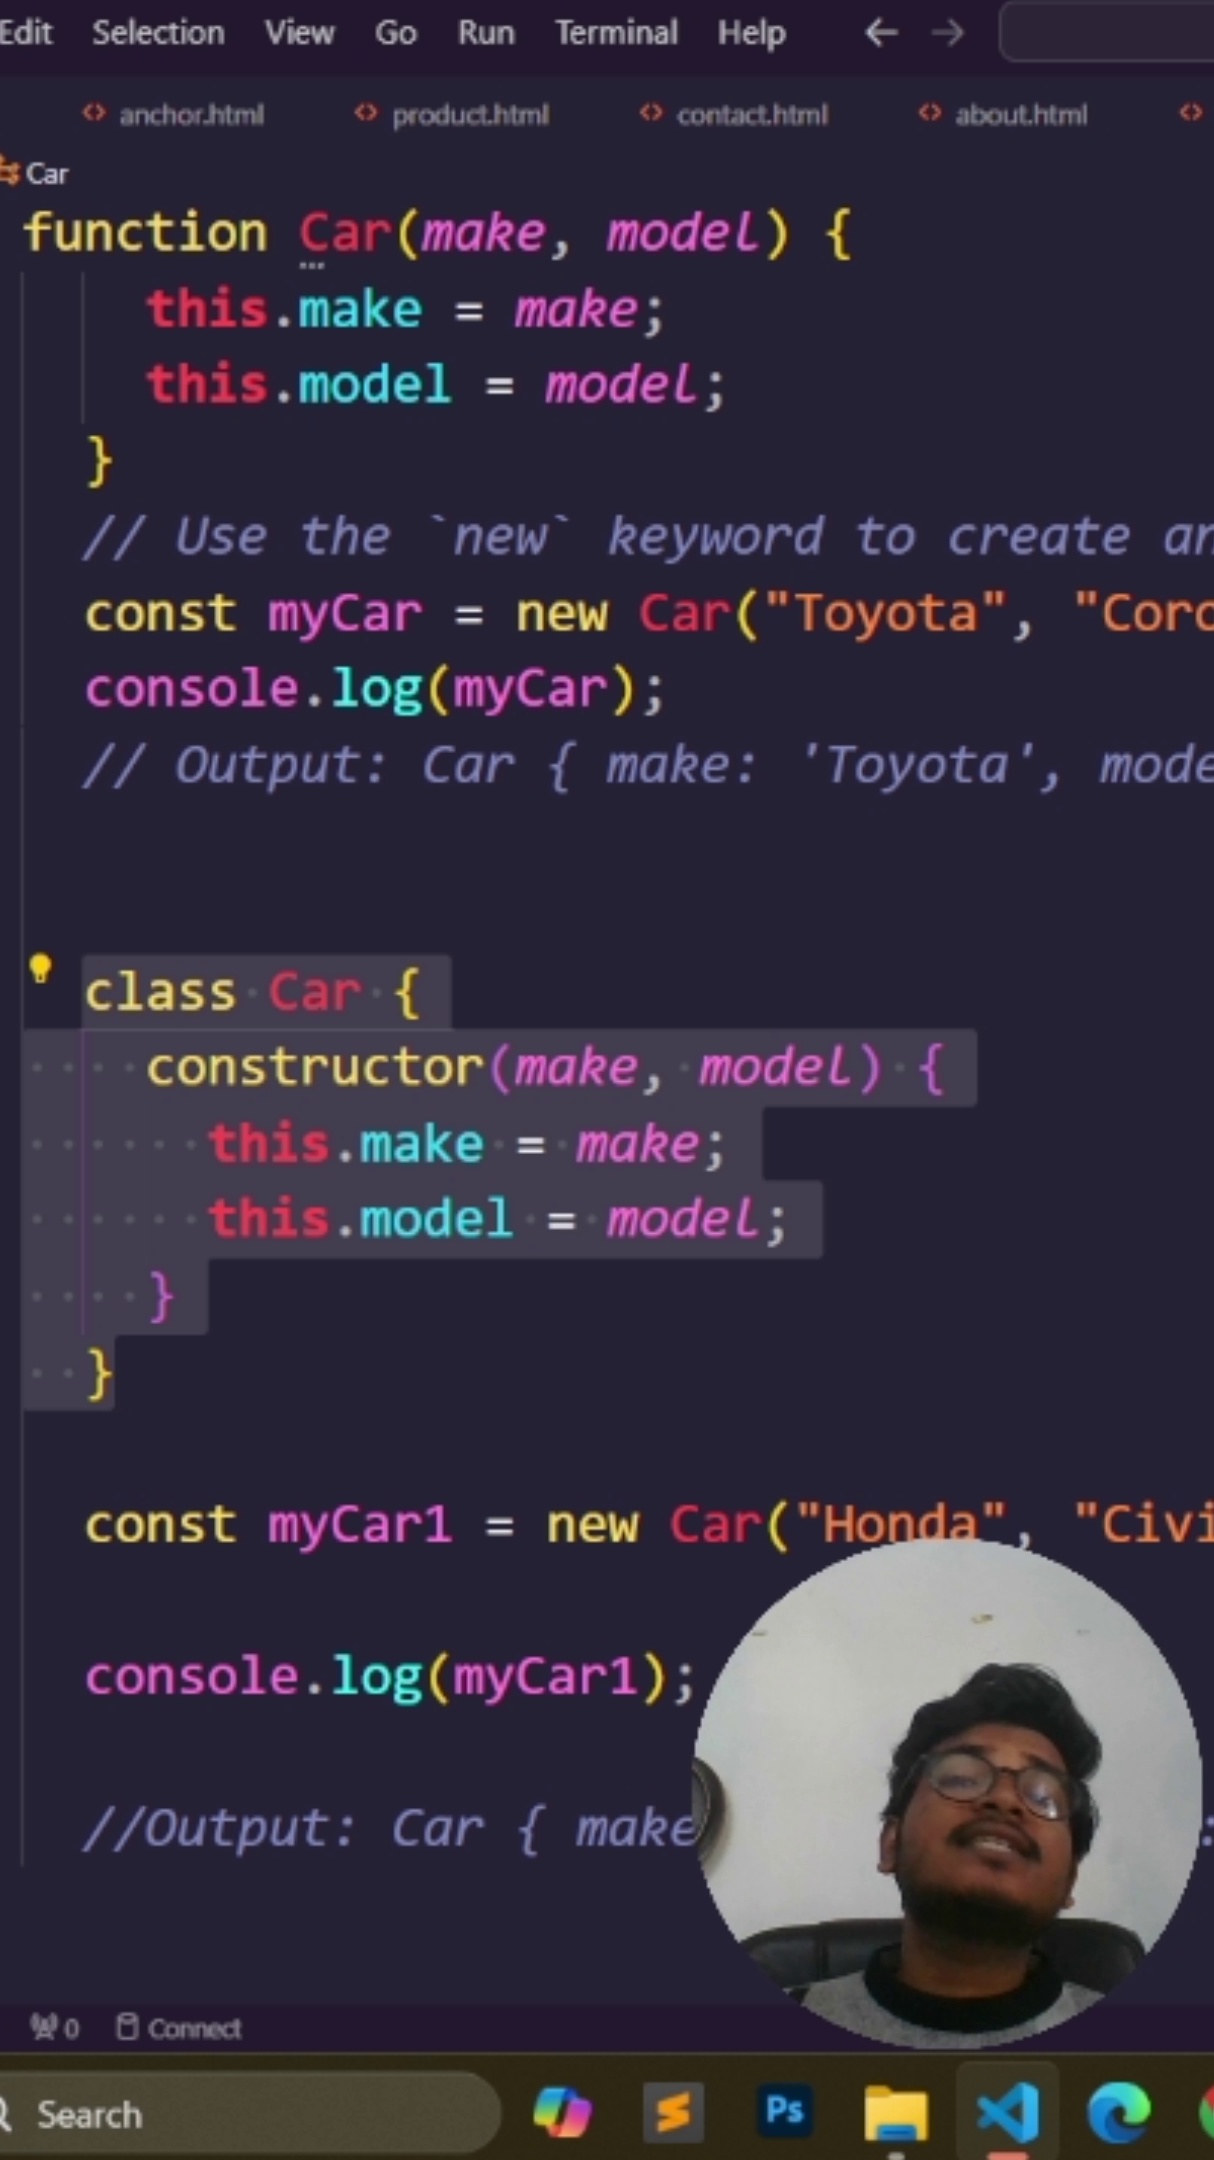 Edit Selection View Go Run Terminal Help
anchor.html product.html contact.html about.html
Car
function Car(make, model) {
this.make = make;
this.model = model;
}
// Use the `new` keyword to create an
const myCar = new Car("Toyota", "Coro
console.log(myCar);
// Output: Car { make: 'Toyota', mode
class Car {
constructor(make, model) {
this.make = make;
this.model = model;
}
}
const myCar1 = new Car("Honda", "Civi
console.log(myCar1);
//Output: Car { make :
0 Connect
Search Ps